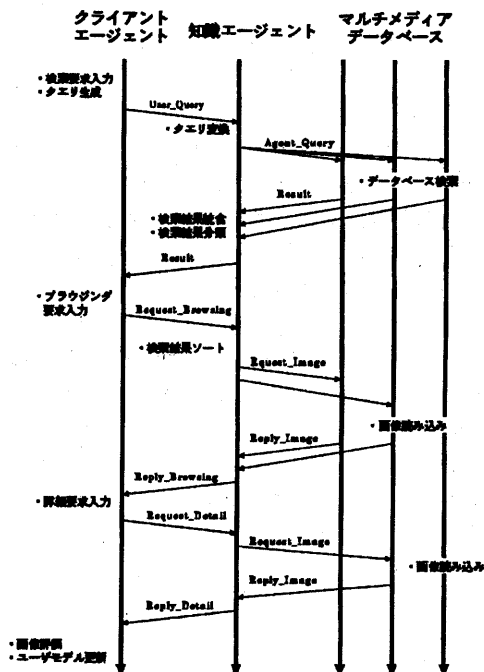 クライアント
エージェント
知識エージェント
マルチメディア
データベース
・検索要求入力
・クエリ生成
User_Query
・クエリ変換
Agent_Query
・データベース検索
Result
・検索結果統合
・検索結果分類
Result
・ブラウジング
要求入力
Request_Browsing
・検索結果ソート
Rquest_Image
・画像読み込み
Reply_Image
Reply_Browsing
・詳細要求入力
Request_Detail
Request_Image
・画像読み込み
Reply_Image
Reply_Detail
・画像評価
・ユーザモデル更新